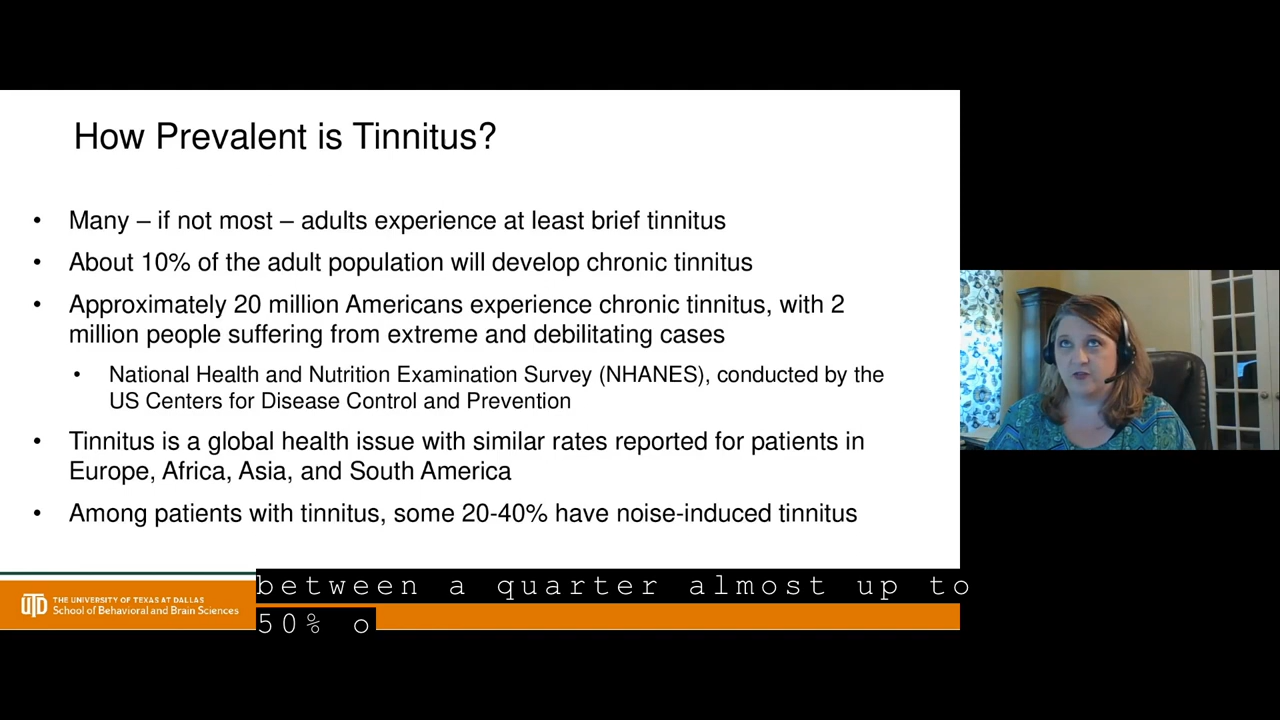 How Prevalent is Tinnitus?
• Many – if not most – adults experience at least brief tinnitus
• About 10% of the adult population will develop chronic tinnitus
• Approximately 20 million Americans experience chronic tinnitus, with 2
million people suffering from extreme and debilitating cases
• National Health and Nutrition Examination Survey (NHANES), conducted by the
US Centers for Disease Control and Prevention
• Tinnitus is a global health issue with similar rates reported for patients in
Europe, Africa, Asia, and South America
• Among patients with tinnitus, some 20-40% have noise-induced tinnitus
UTD
THE UNIVERSITY OF TEXAS AT DALLAS
School of Behavioral and Brain Sciences
between a quarter almost up to
50% o